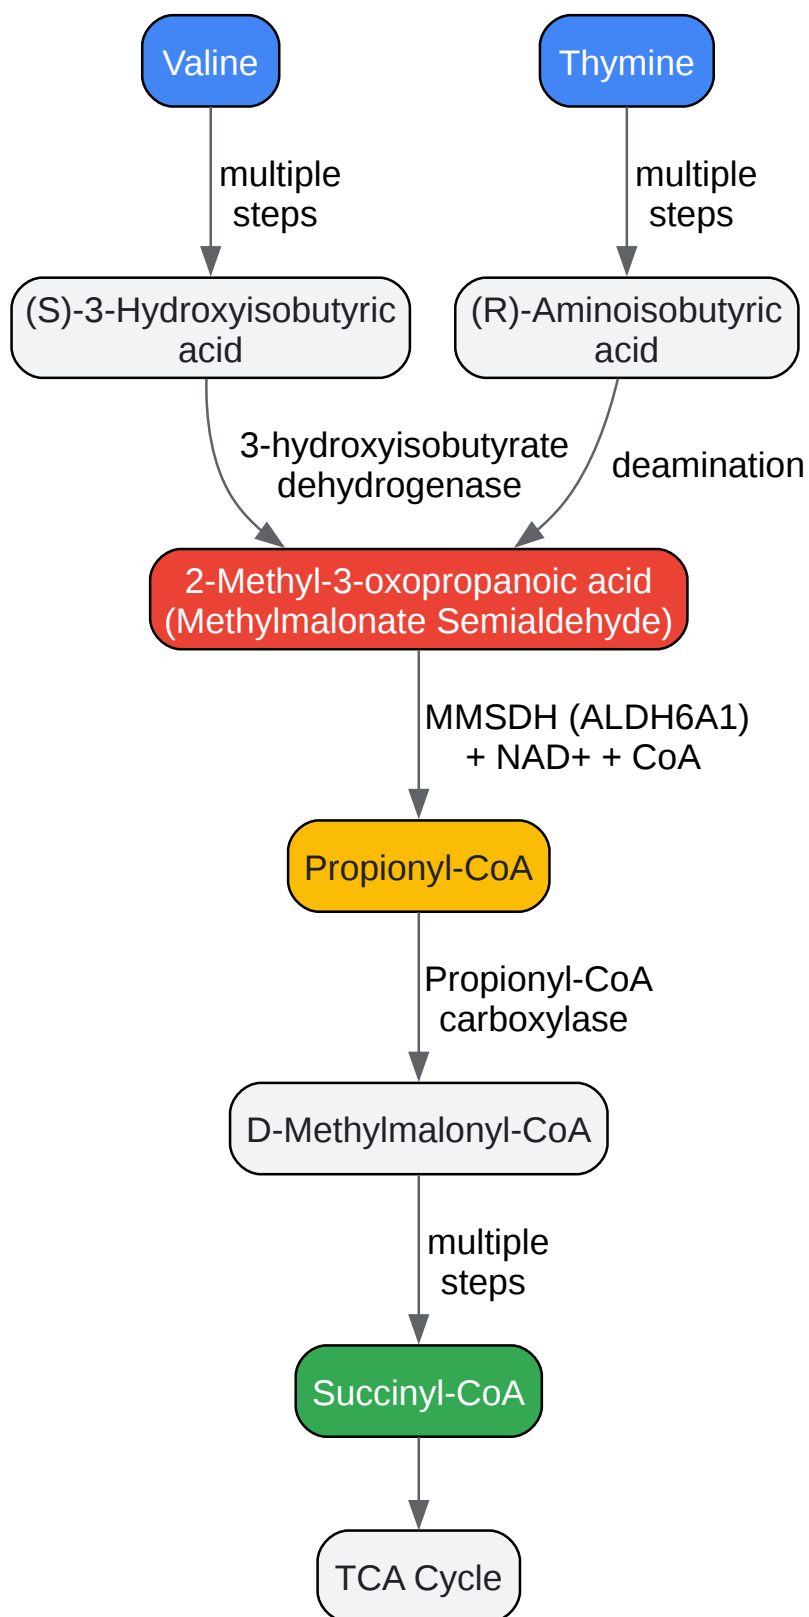 Valine
Thymine
multiple
steps
multiple
steps
(S)-3-Hydroxyisobutyric
acid
(R)-Aminoisobutyric
acid
3-hydroxyisobutyrate
dehydrogenase
deamination
2-Methyl-3-oxopropanoic acid
(Methylmalonate Semialdehyde)
MMSDH (ALDH6A1)
+ NAD+ + CoA
Propionyl-CoA
Propionyl-CoA
carboxylase
D-Methylmalonyl-CoA
multiple
steps
Succinyl-CoA
TCA Cycle